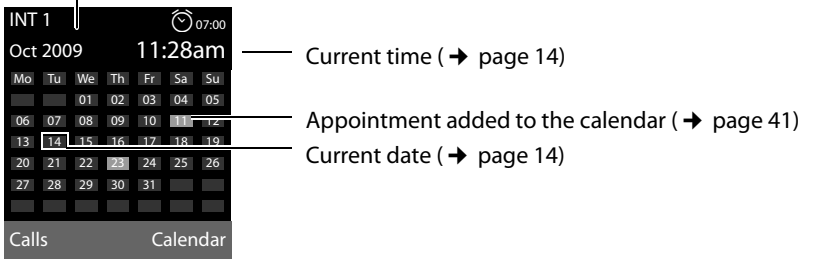 INT 1 07:00
Oct 2009 11:28am
Current time ( ➔ page 14)
Mo Tu We Th Fr Sa Su
01 02 03 04 05
06 07 08 09 10 11 12
Appointment added to the calendar ( ➔ page 41)
13 14 15 16 17 18 19
Current date ( ➔ page 14)
20 21 22 23 24 25 26
27 28 29 30 31
Calls Calendar